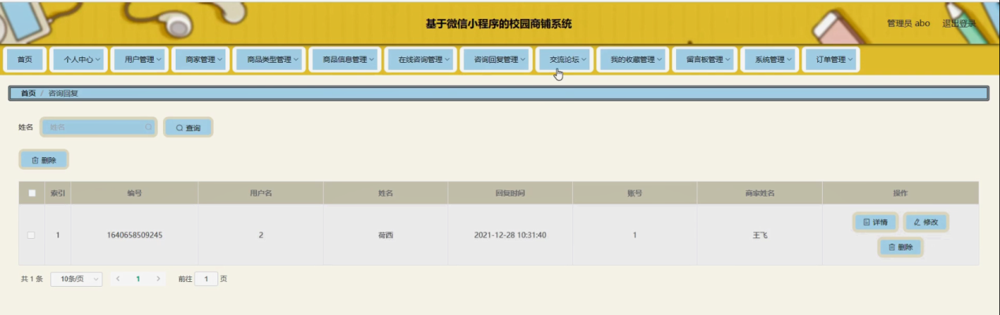 基于微信小程序的校园商铺系统
管理员 abo 退出登录
首页 个人中心 用户管理 商家管理 商品类型管理 商品信息管理 在线咨询管理 咨询回复管理 交流论坛 我的收藏管理 留言板管理 系统管理 订单管理
首页 / 咨询回复
姓名 姓名 查询
删除
索引 编号 用户名 姓名 回复时间 账号 商家姓名 操作
1 1640658509245 2 荷西 2021-12-28 10:31:40 1 王飞 详情 修改
删除
共 1 条 10条/页 1 前往 1 页